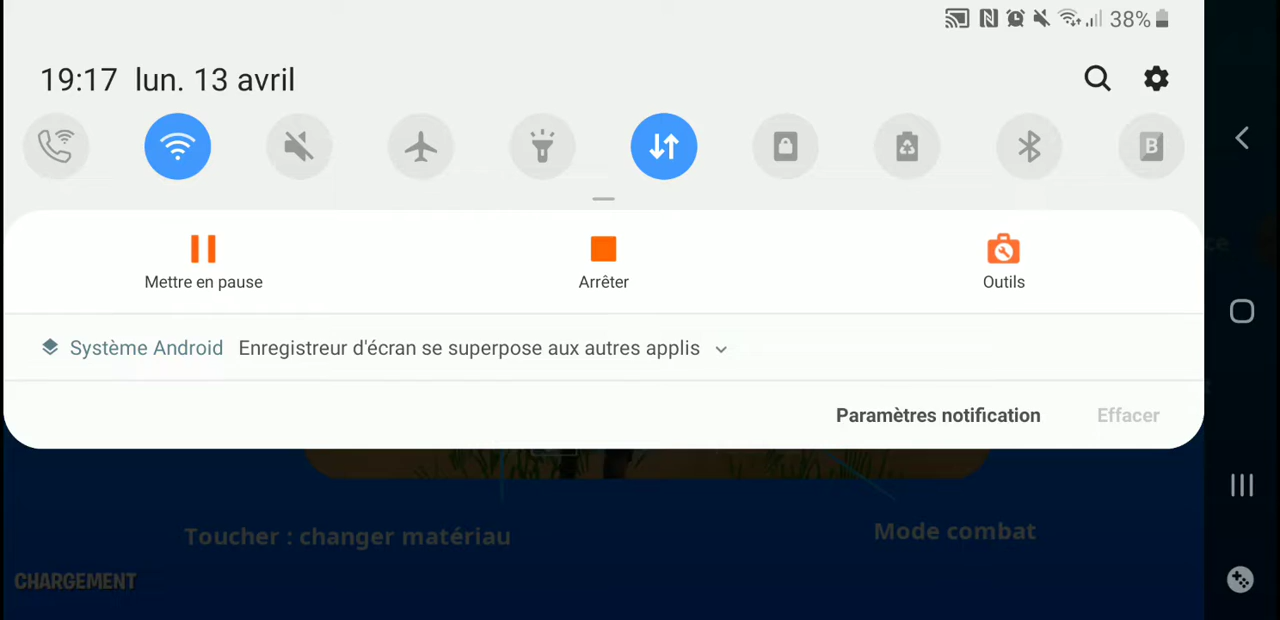 38%
19:17 lun. 13 avril
B
Mettre en pause
Arrêter
Outils
Système Android Enregistreur d'écran se superpose aux autres applis
Paramètres notification
Effacer
Toucher : changer matériau
Mode combat
CHARGEMENT